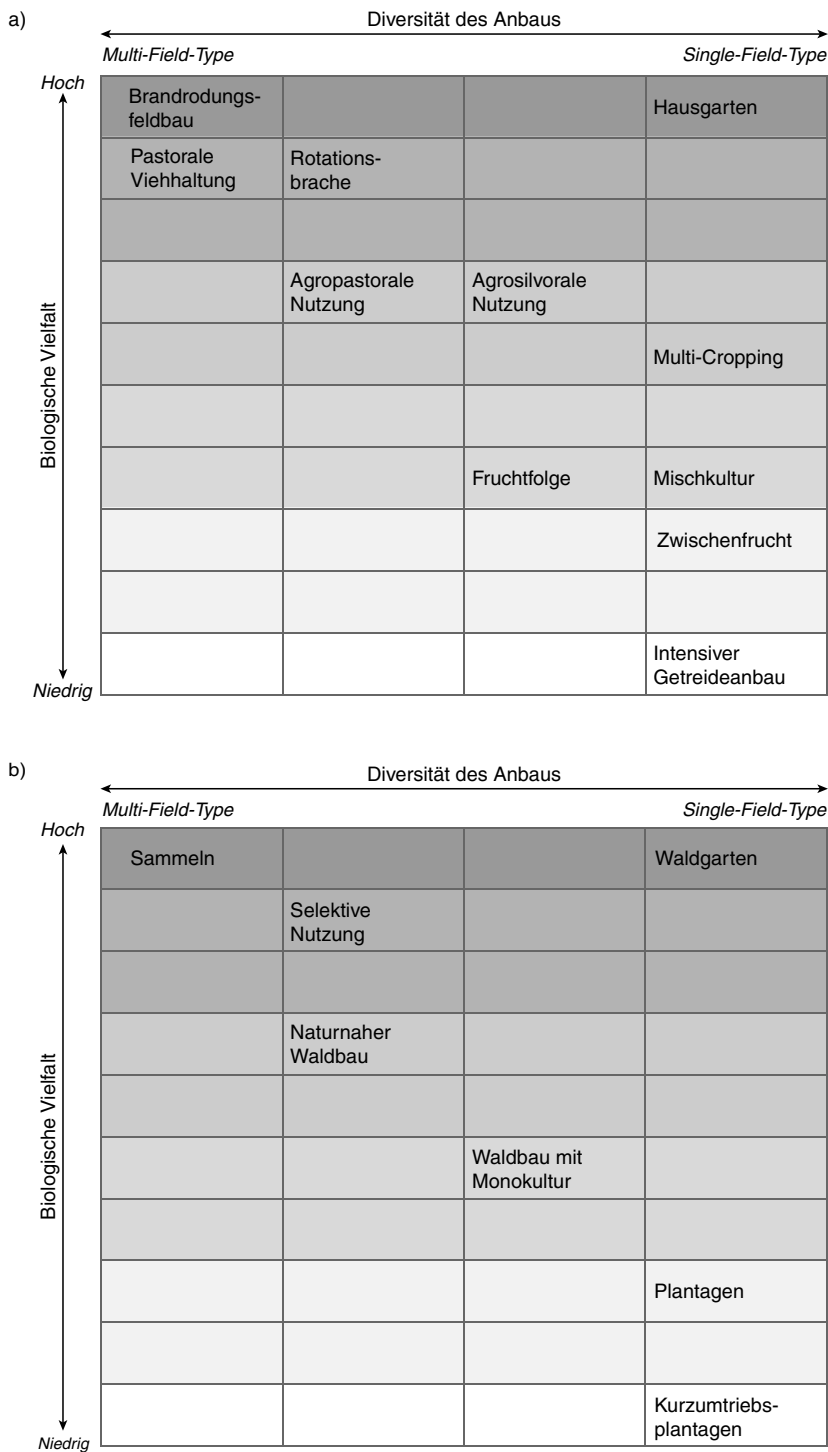 a)
Diversität des Anbaus
Multi-Field-Type
Single-Field-Type
Hoch
Biologische Vielfalt
Niedrig
Brandrodungs-
feldbau
Hausgarten
Pastorale
Viehhaltung
Rotations-
brache
Agropastorale
Nutzung
Agrosilvorale
Nutzung
Multi-Cropping
Fruchtfolge
Mischkultur
Zwischenfrucht
Intensiver
Getreideanbau
b)
Diversität des Anbaus
Multi-Field-Type
Single-Field-Type
Hoch
Biologische Vielfalt
Niedrig
Sammeln
Waldgarten
Selektive
Nutzung
Naturnaher
Waldbau
Waldbau mit
Monokultur
Plantagen
Kurzumtriebs-
plantagen